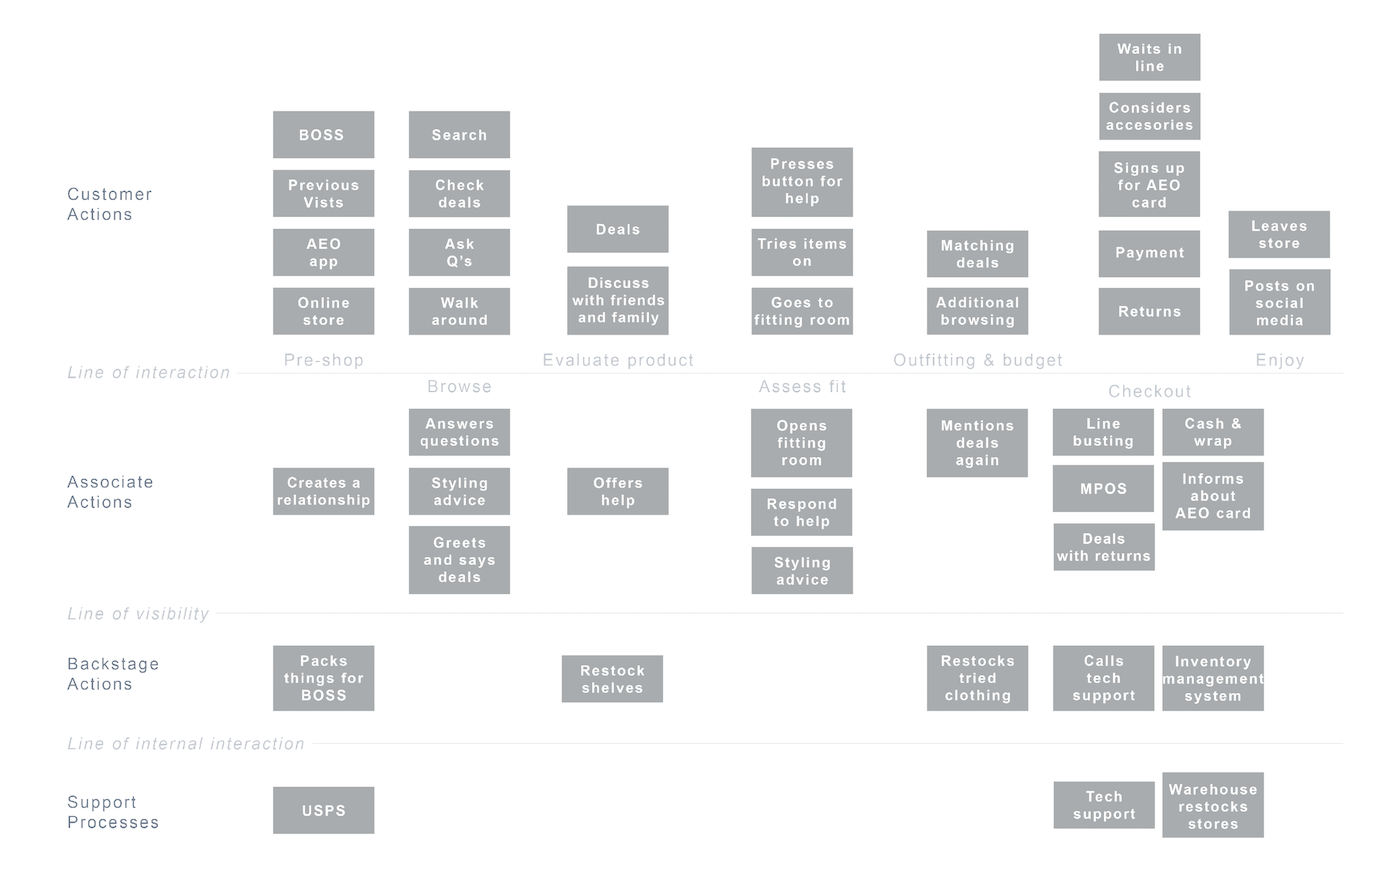 Customer
Actions
BOSS
Previous
Vists
AEO
app
Online
store
Search
Check
deals
Ask
Q's
Walk
around
Deals
Discuss
with friends
and family
Presses
button for
help
Tries items
on
Goes to
fitting room
Matching
deals
Additional
browsing
Waits in
line
Considers
accesories
Signs up
for AEO
card
Payment
Returns
Leaves
store
Posts on
social
media
Line of interaction
Pre-shop
Browse
Evaluate product
Assess fit
Outfitting & budget
Checkout
Enjoy
Associate
Actions
Creates a
relationship
Answers
questions
Styling
advice
Greets
and says
deals
Offers
help
Opens
fitting
room
Respond
to help
Styling
advice
Mentions
deals
again
Line
busting
MPOS
Deals
with returns
Cash &
wrap
Informs
about
AEO card
Line of visibility
Backstage
Actions
Packs
things for
BOSS
Restock
shelves
Restocks
tried
clothing
Calls
tech
support
Inventory
management
system
Line of internal interaction
Support
Processes
USPS
Tech
support
Warehouse
restocks
stores